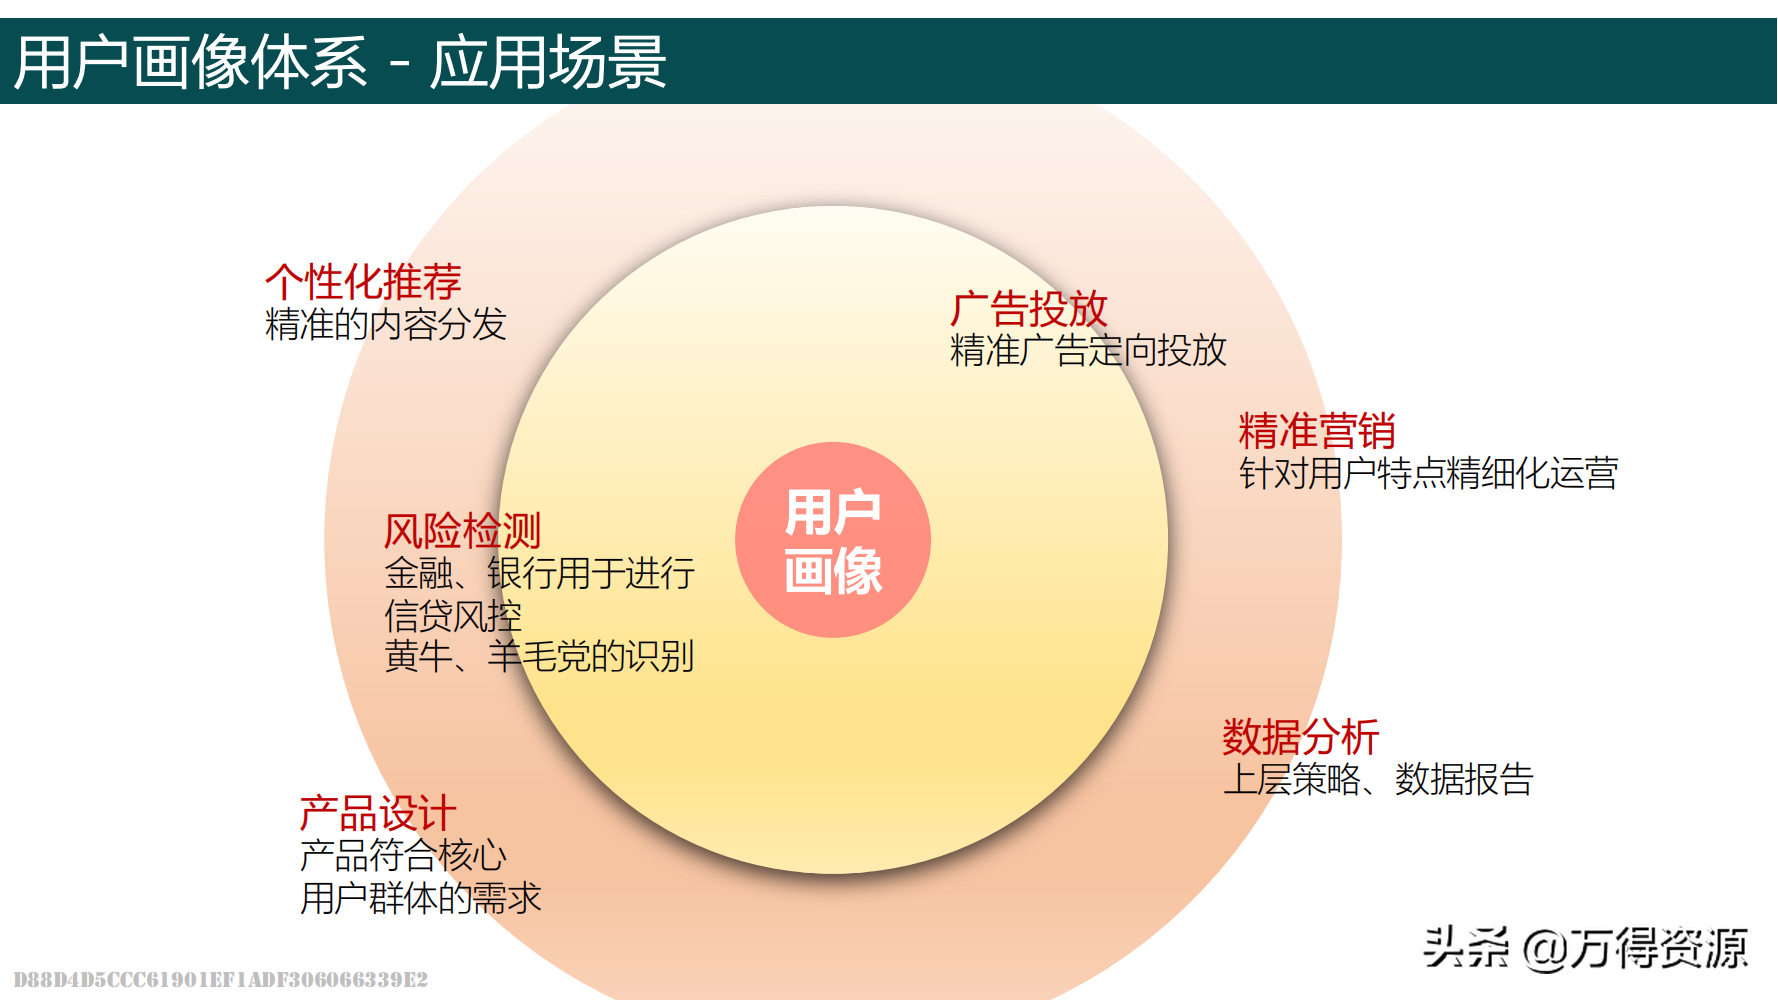 用户画像体系 - 应用场景
个性化推荐
精准的内容分发
广告投放
精准广告定向投放
精准营销
针对用户特点精细化运营
用户
画像
风险检测
金融、银行用于进行
信贷风控
黄牛、羊毛党的识别
数据分析
上层策略、数据报告
产品设计
产品符合核心
用户群体的需求
头条 @万得资源
D88D4D5CCC61901EF1ADF306066339E2